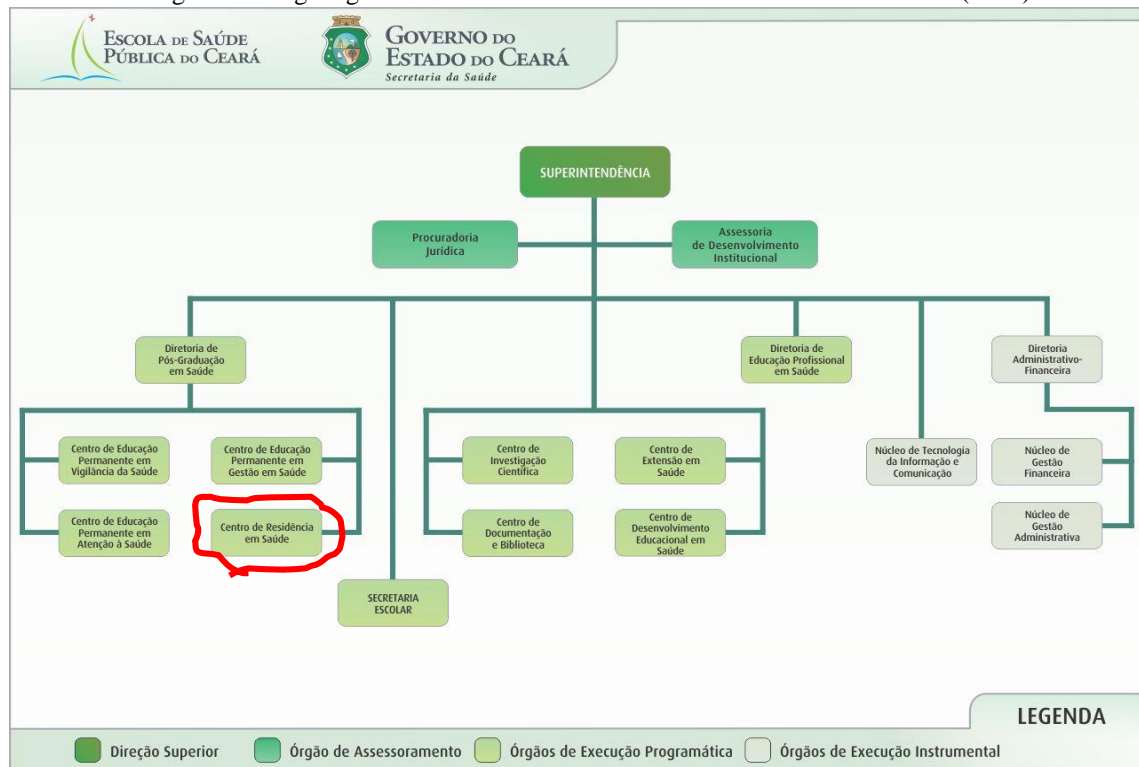 ESCOLA DE SAÚDE
PÚBLICA DO CEARÁ
GOVERNO DO
ESTADO DO CEARÁ
Secretaria da Saúde
SUPERINTENDÊNCIA
Procuradoria
Jurídica
Assessoria
de Desenvolvimento
Institucional
Diretoria de
Pós-Graduação
em Saúde
Diretoria de
Educação Profissional
em Saúde
Diretoria
Administrativo-
Financeira
Centro de Educação
Permanente em
Vigilância da Saúde
Centro de Educação
Permanente em
Gestão em Saúde
Centro de
Investigação
Científica
Centro de
Extensão em
Saúde
Núcleo de Tecnologia
da Informação e
Comunicação
Núcleo de
Gestão
Financeira
Centro de Educação
Permanente em
Atenção à Saúde
Centro de Residência
em Saúde
Centro de
Documentação
e Biblioteca
Centro de
Desenvolvimento
Educacional em
Saúde
Núcleo de
Gestão
Administrativa
SECRETARIA
ESCOLAR
LEGENDA
Direção Superior
Órgão de Assessoramento
Órgãos de Execução Programática
Órgãos de Execução Instrumental